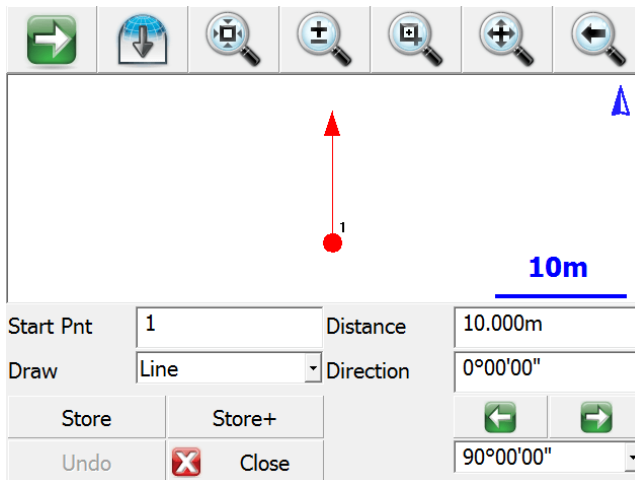 1
10m
Start Pnt 1 Distance 10.000m
Draw Line Direction 0°00'00"
Store Store+
Undo Close 90°00'00"